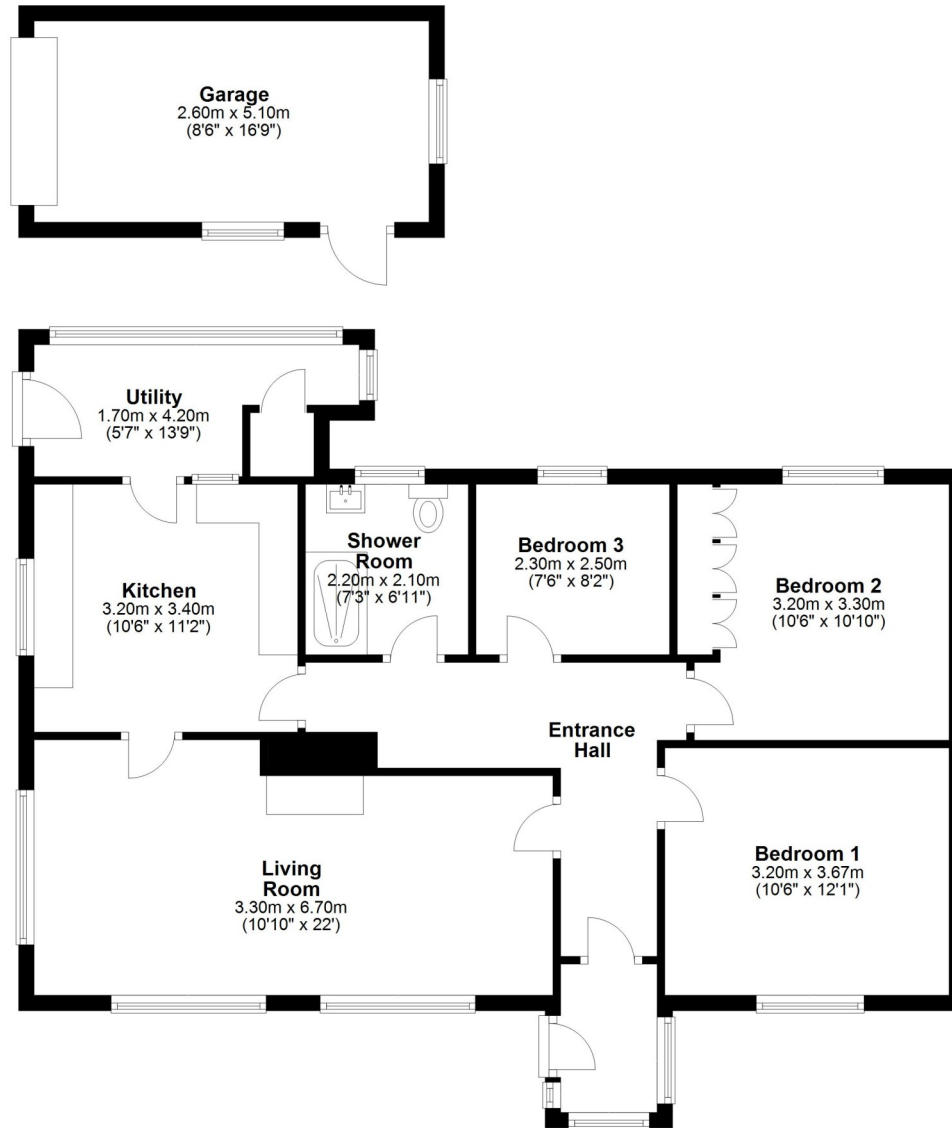 Garage
2.60m x 5.10m
(8'6" x 16'9")
Utility
1.70m x 4.20m
(5'7" x 13'9")
Kitchen
3.20m x 3.40m
(10'6" x 11'2")
Shower
Room
2.20m x 2.10m
(7'3" x 6'11")
Bedroom 3
2.30m x 2.50m
(7'6" x 8'2")
Bedroom 2
3.20m x 3.30m
(10'6" x 10'10")
Entrance
Hall
Living
Room
3.30m x 6.70m
(10'10" x 22')
Bedroom 1
3.20m x 3.67m
(10'6" x 12'1")